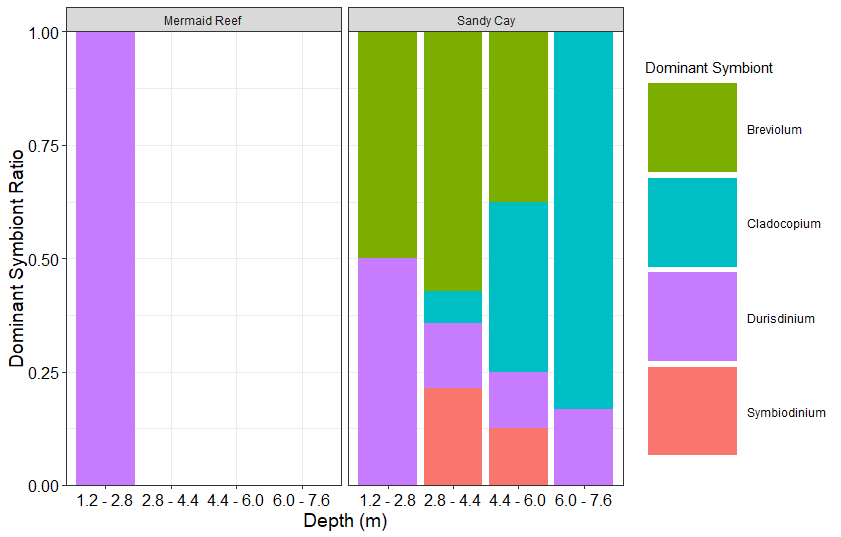 Mermaid Reef
Sandy Cay
Dominant Symbiont Ratio
1.00
0.75
0.50
0.25
0.00
1.2 - 2.8 2.8 - 4.4 4.4 - 6.0 6.0 - 7.6
1.2 - 2.8 2.8 - 4.4 4.4 - 6.0 6.0 - 7.6
Depth (m)
Dominant Symbiont
Breviolum
Cladocopium
Durisdinium
Symbiodinium